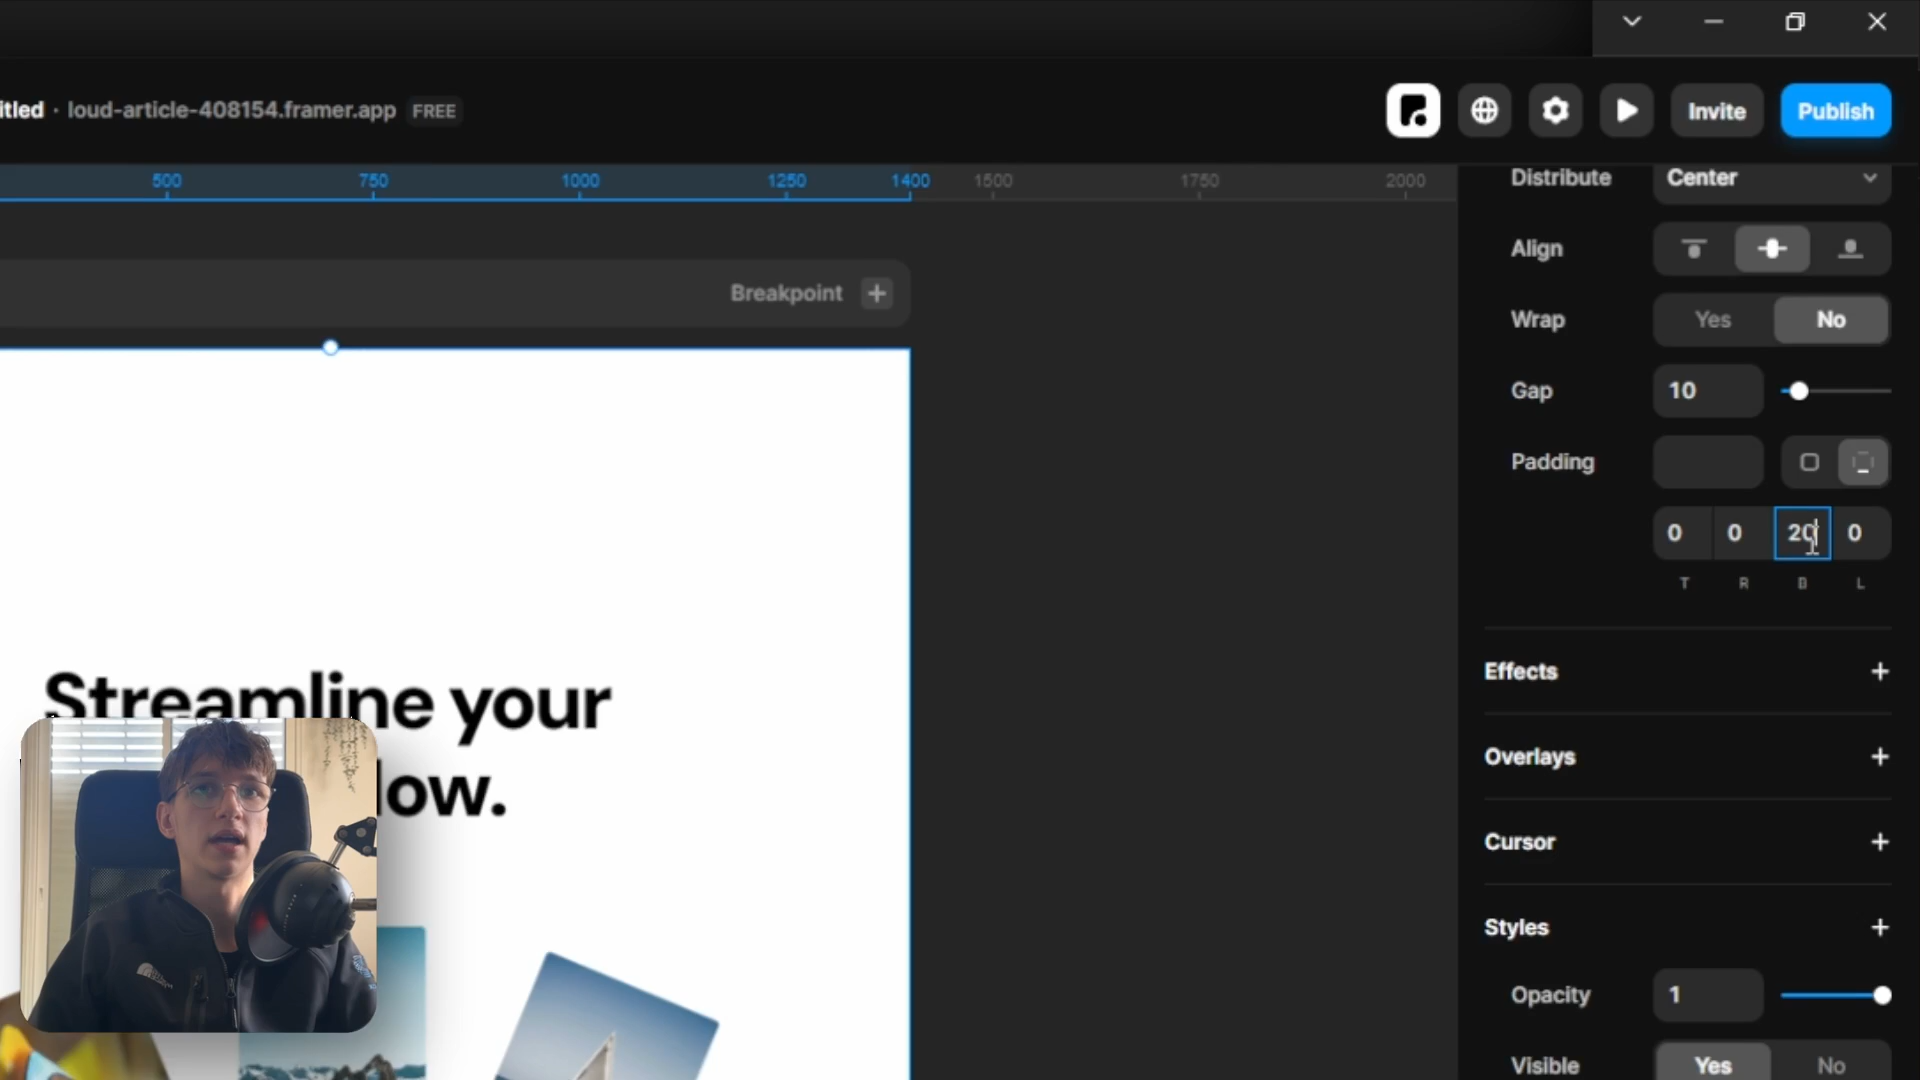 itled · loud-article-408154.framer.app FREE
Invite
Publish
500 750 1000 1250 1400 1500 1750 2000
Distribute Center
Align
Breakpoint +
Wrap Yes No
Gap 10
Padding
0 0 20 0
T R B L
Effects +
Streamline your
low.
Overlays +
Cursor +
Styles +
Opacity 1
Visible Yes No